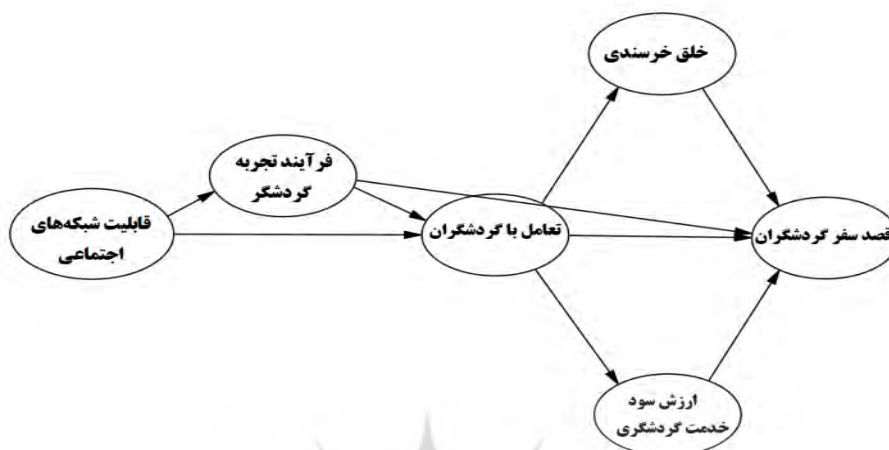 خلق خرسندی
فرآیند تجربه
گردشگر
قابلیت شبکه‌های
اجتماعی
تعامل با گردشگران
قصد سفر گردشگران
ارزش سود
خدمت گردشگری